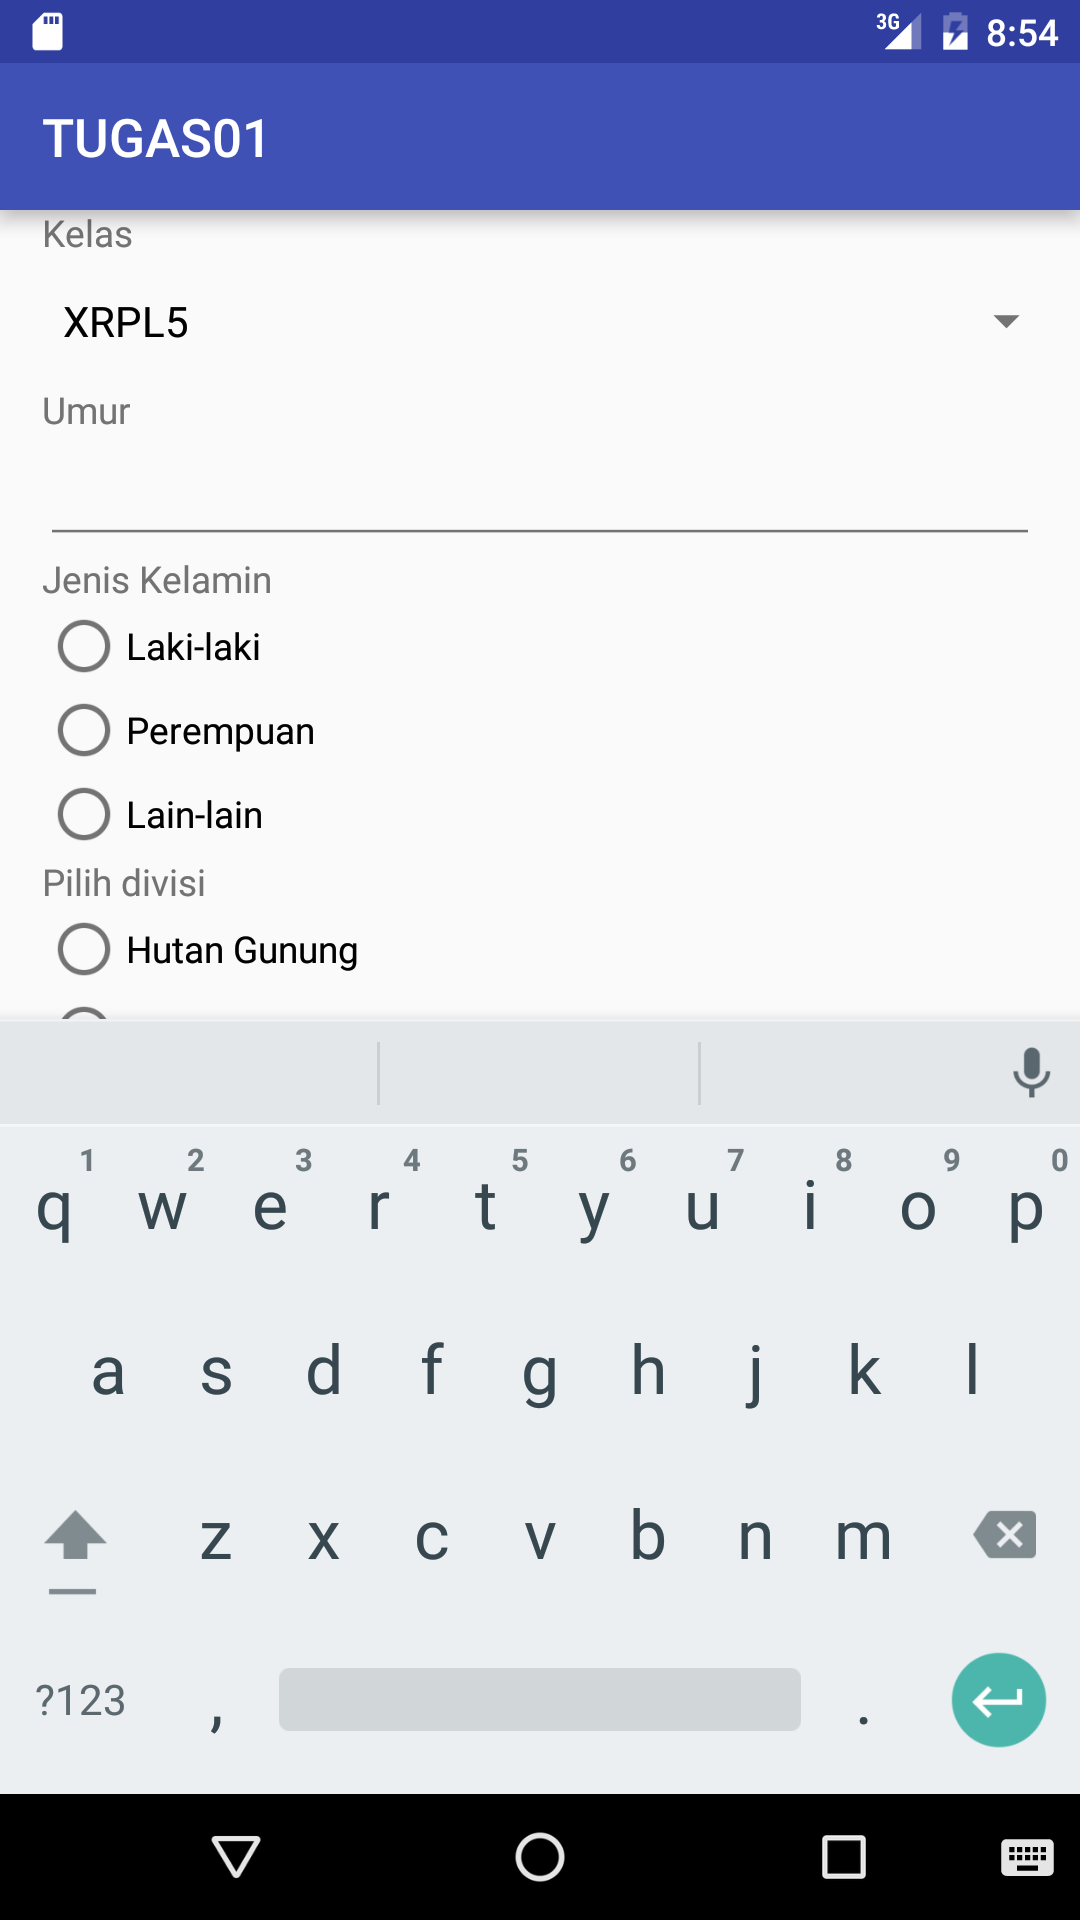 3G 8:54
TUGAS01
Kelas
XRPL5
Umur
Jenis Kelamin
Laki-laki
Perempuan
Lain-lain
Pilih divisi
Hutan Gunung
1 2 3 4 5 6 7 8 9 0
q w e r t y u i o p
a s d f g h j k l
z x c v b n m
?123 , .